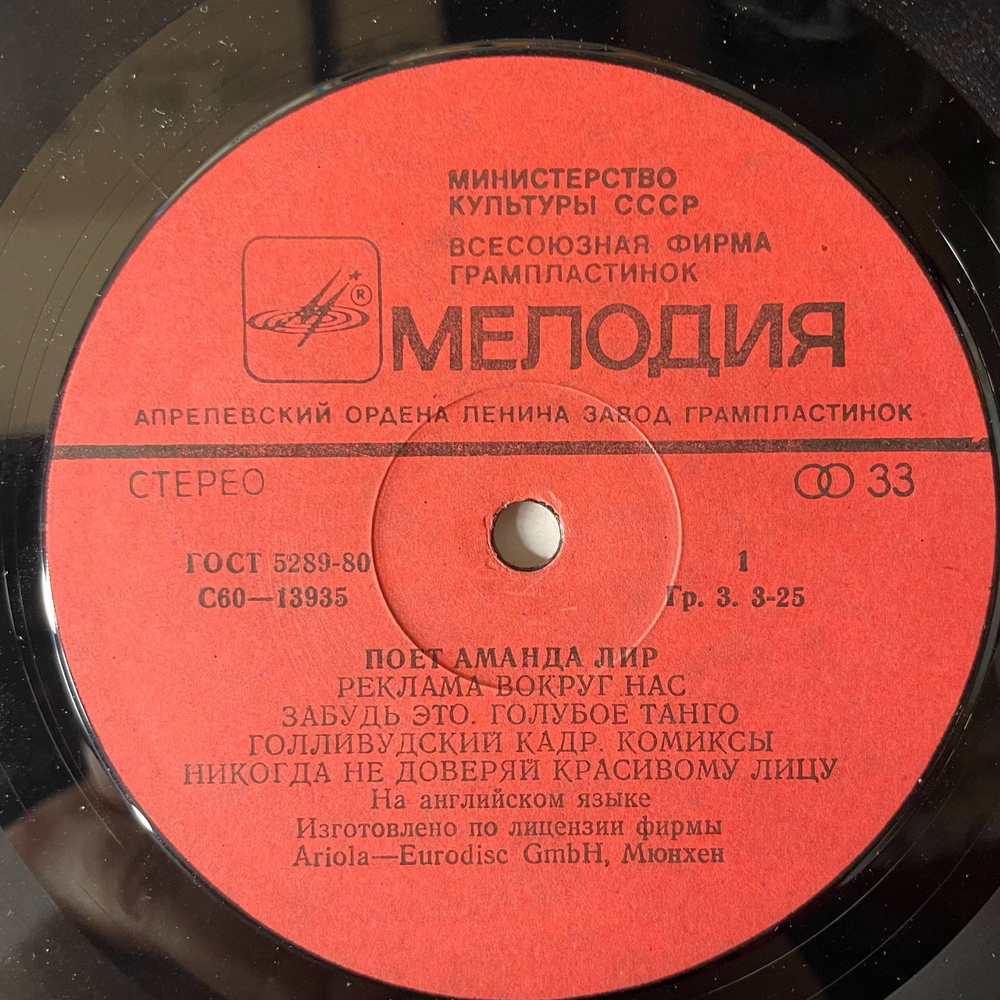 МИНИСТЕРСТВО
КУЛЬТУРЫ СССР
ВСЕСОЮЗНАЯ ФИРМА
ГРАМПЛАСТИНОК
®
МЕЛОДИЯ
АПРЕЛЕВСКИЙ ОРДЕНА ЛЕНИНА ЗАВОД ГРАМПЛАСТИНОК
СТЕРЕО 33
ГОСТ 5289-80 1
С60—13935 Гр. 3. 3-25
ПОЕТ АМАНДА ЛИР
РЕКЛАМА ВОКРУГ НАС
ЗАБУДЬ ЭТО. ГОЛУБОЕ ТАНГО
ГОЛЛИВУДСКИЙ КАДР. КОМИКСЫ
НИКОГДА НЕ ДОВЕРЯЙ КРАСИВОМУ ЛИЦУ
На английском языке
Изготовлено по лицензии фирмы
Ariola—Eurodisc GmbH, Мюнхен